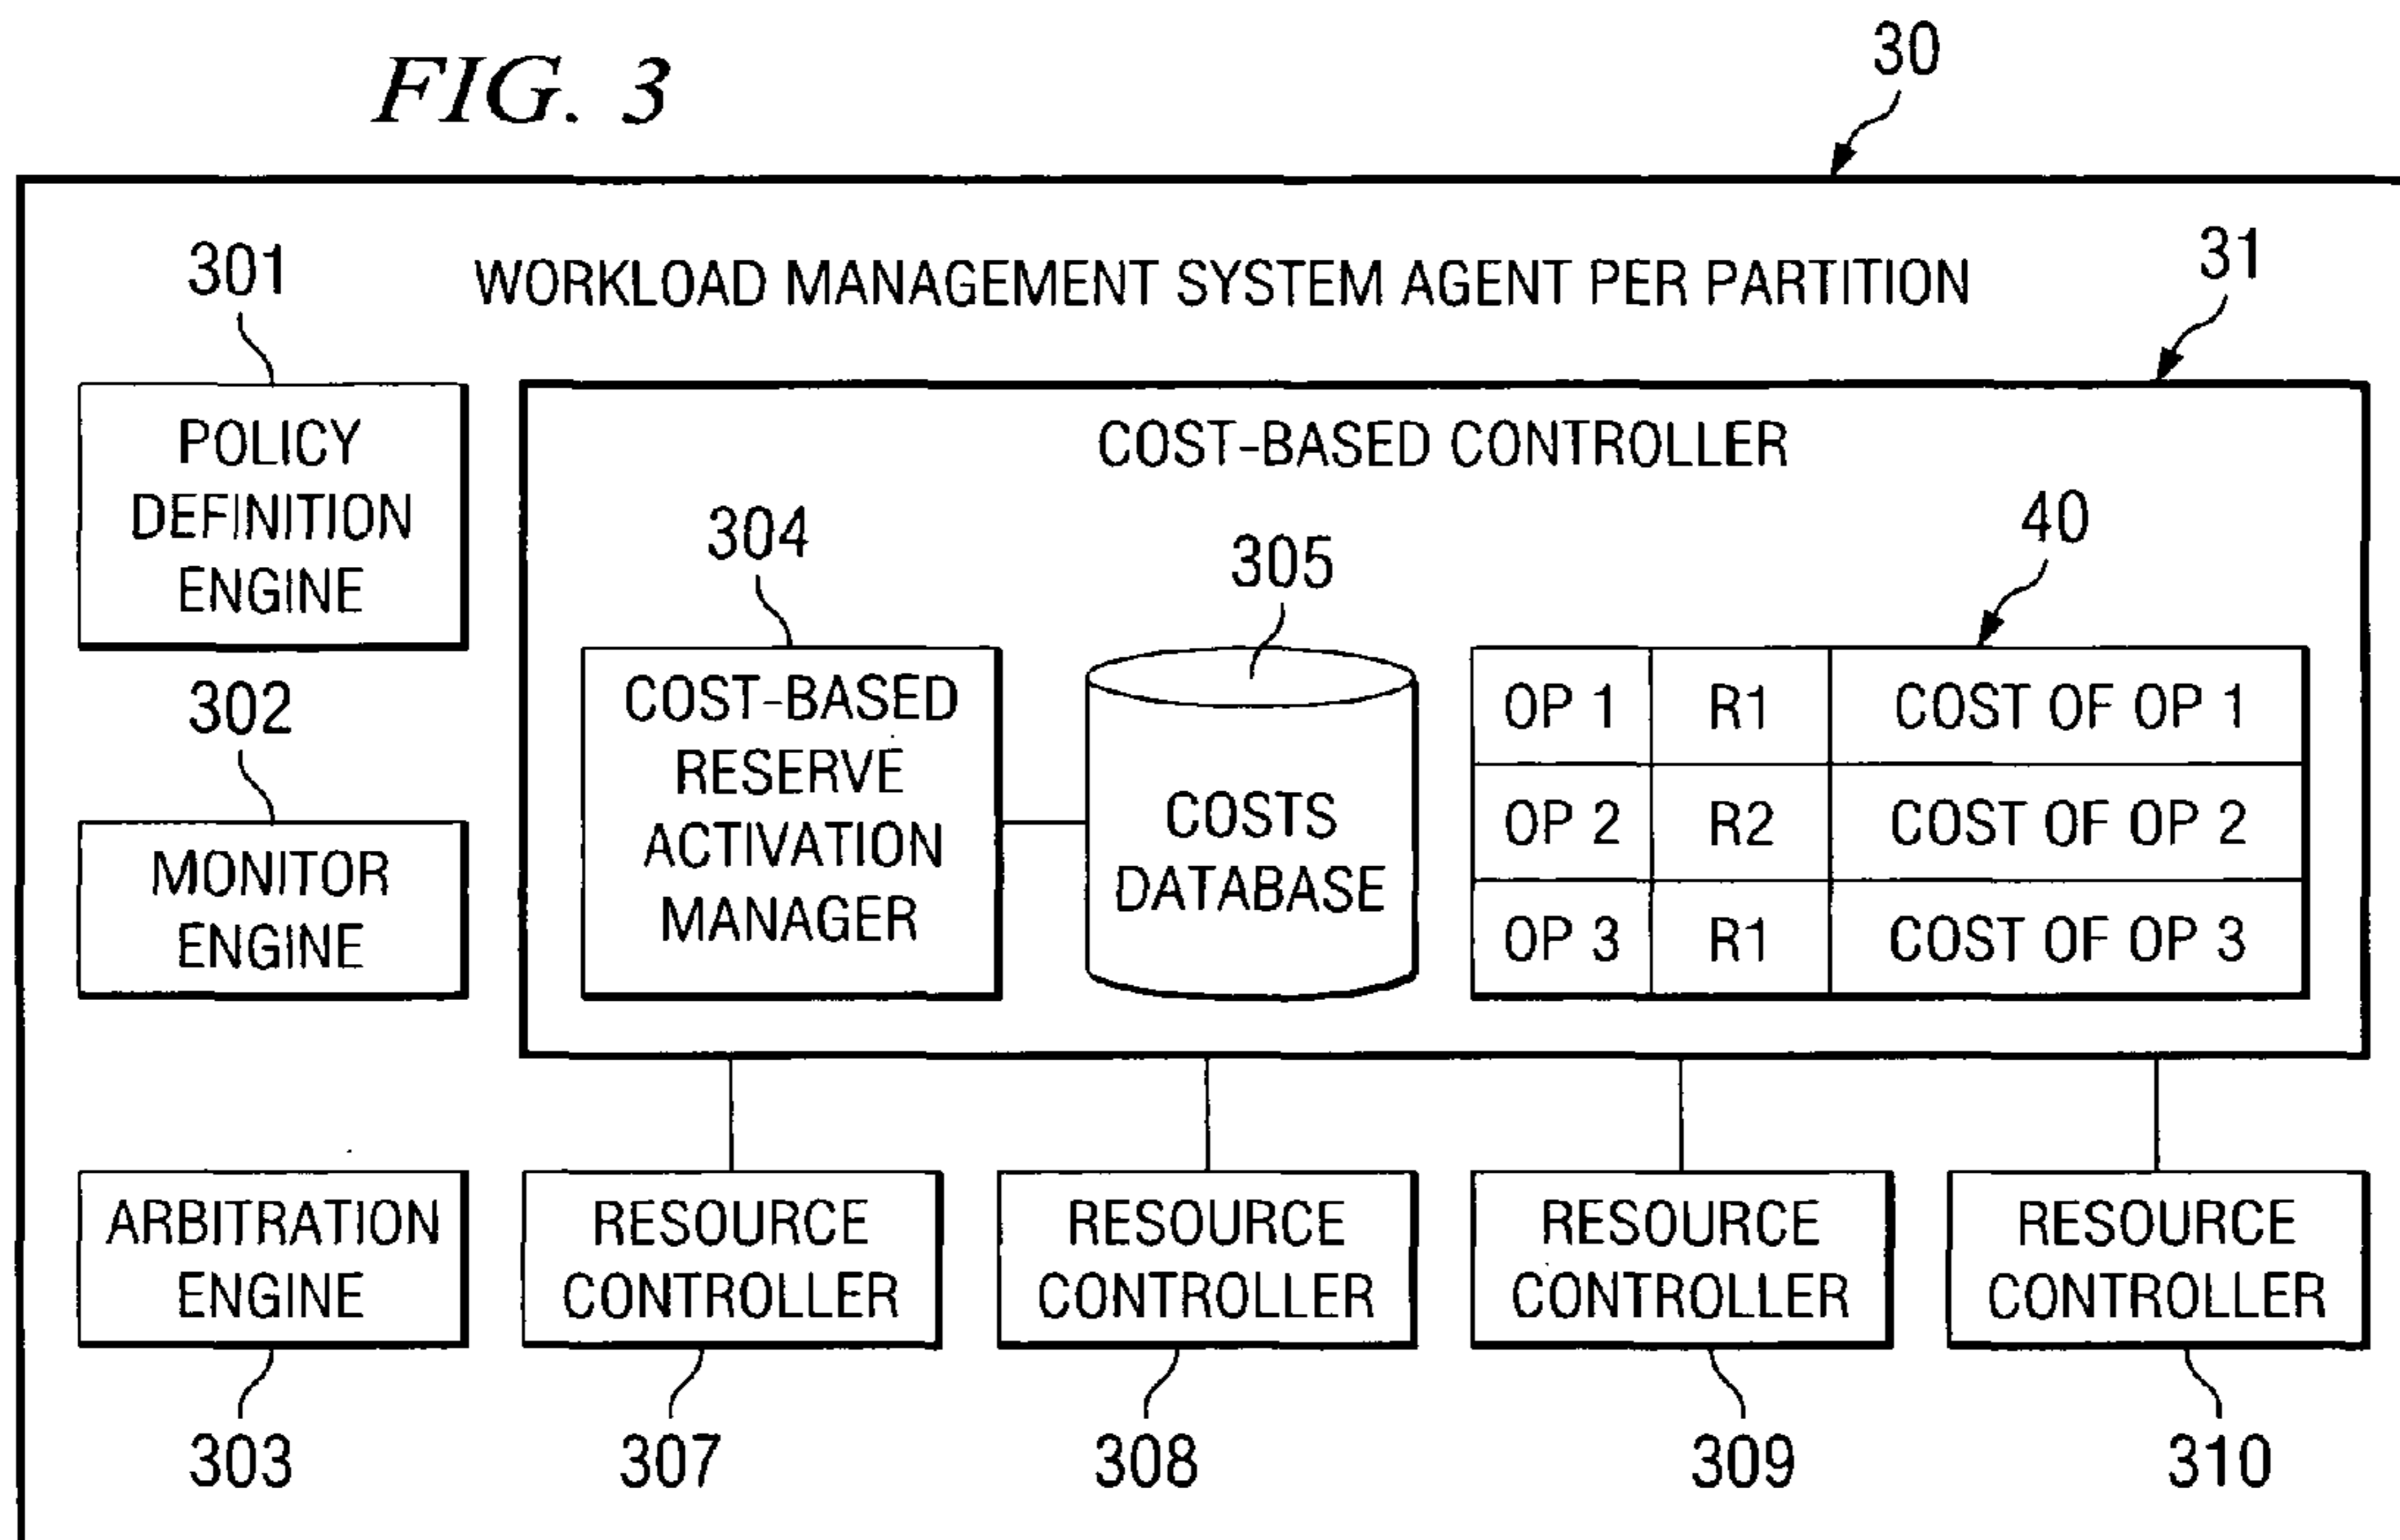 FIG. 3
30
WORKLOAD MANAGEMENT SYSTEM AGENT PER PARTITION
301
POLICY
DEFINITION
ENGINE
302
MONITOR
ENGINE
ARBITRATION
ENGINE
303
31
COST-BASED CONTROLLER
304
COST-BASED
RESERVE
ACTIVATION
MANAGER
305
COSTS
DATABASE
40
OP 1 R1 COST OF OP 1
OP 2 R2 COST OF OP 2
OP 3 R1 COST OF OP 3
RESOURCE
CONTROLLER
307
RESOURCE
CONTROLLER
308
RESOURCE
CONTROLLER
309
RESOURCE
CONTROLLER
310